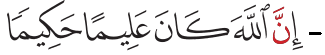 - إِنَّ ٱللَّهَ كَانَ عَلِيمًا حَكِيمًا